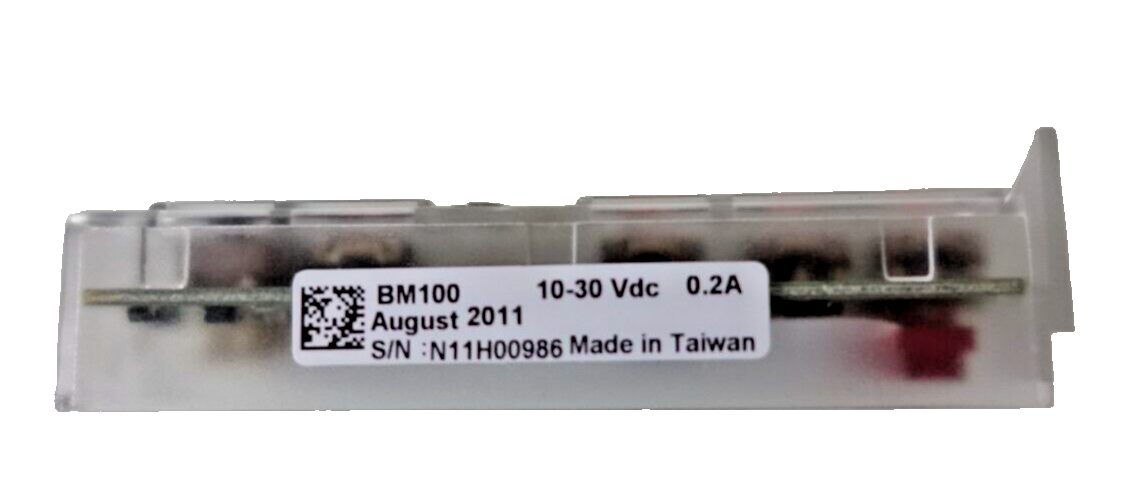 BM100 10-30 Vdc 0.2A
August 2011
S/N :N11H00986 Made in Taiwan